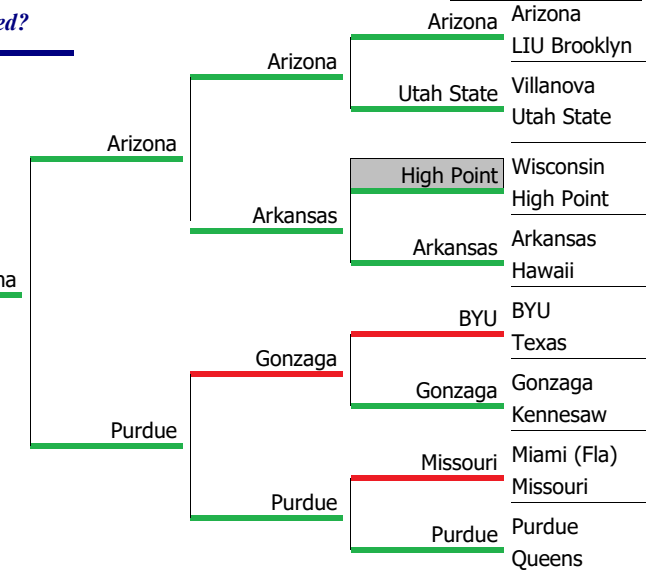 ed?
Arizona
LIU Brooklyn
Villanova
Utah State
Wisconsin
High Point
Arkansas
Hawaii
BYU
Texas
Gonzaga
Kennesaw
Miami (Fla)
Missouri
Purdue
Queens
Arizona
Utah State
High Point
Arkansas
BYU
Gonzaga
Missouri
Purdue
Arizona
Arkansas
Gonzaga
Purdue
Arizona
Purdue
na